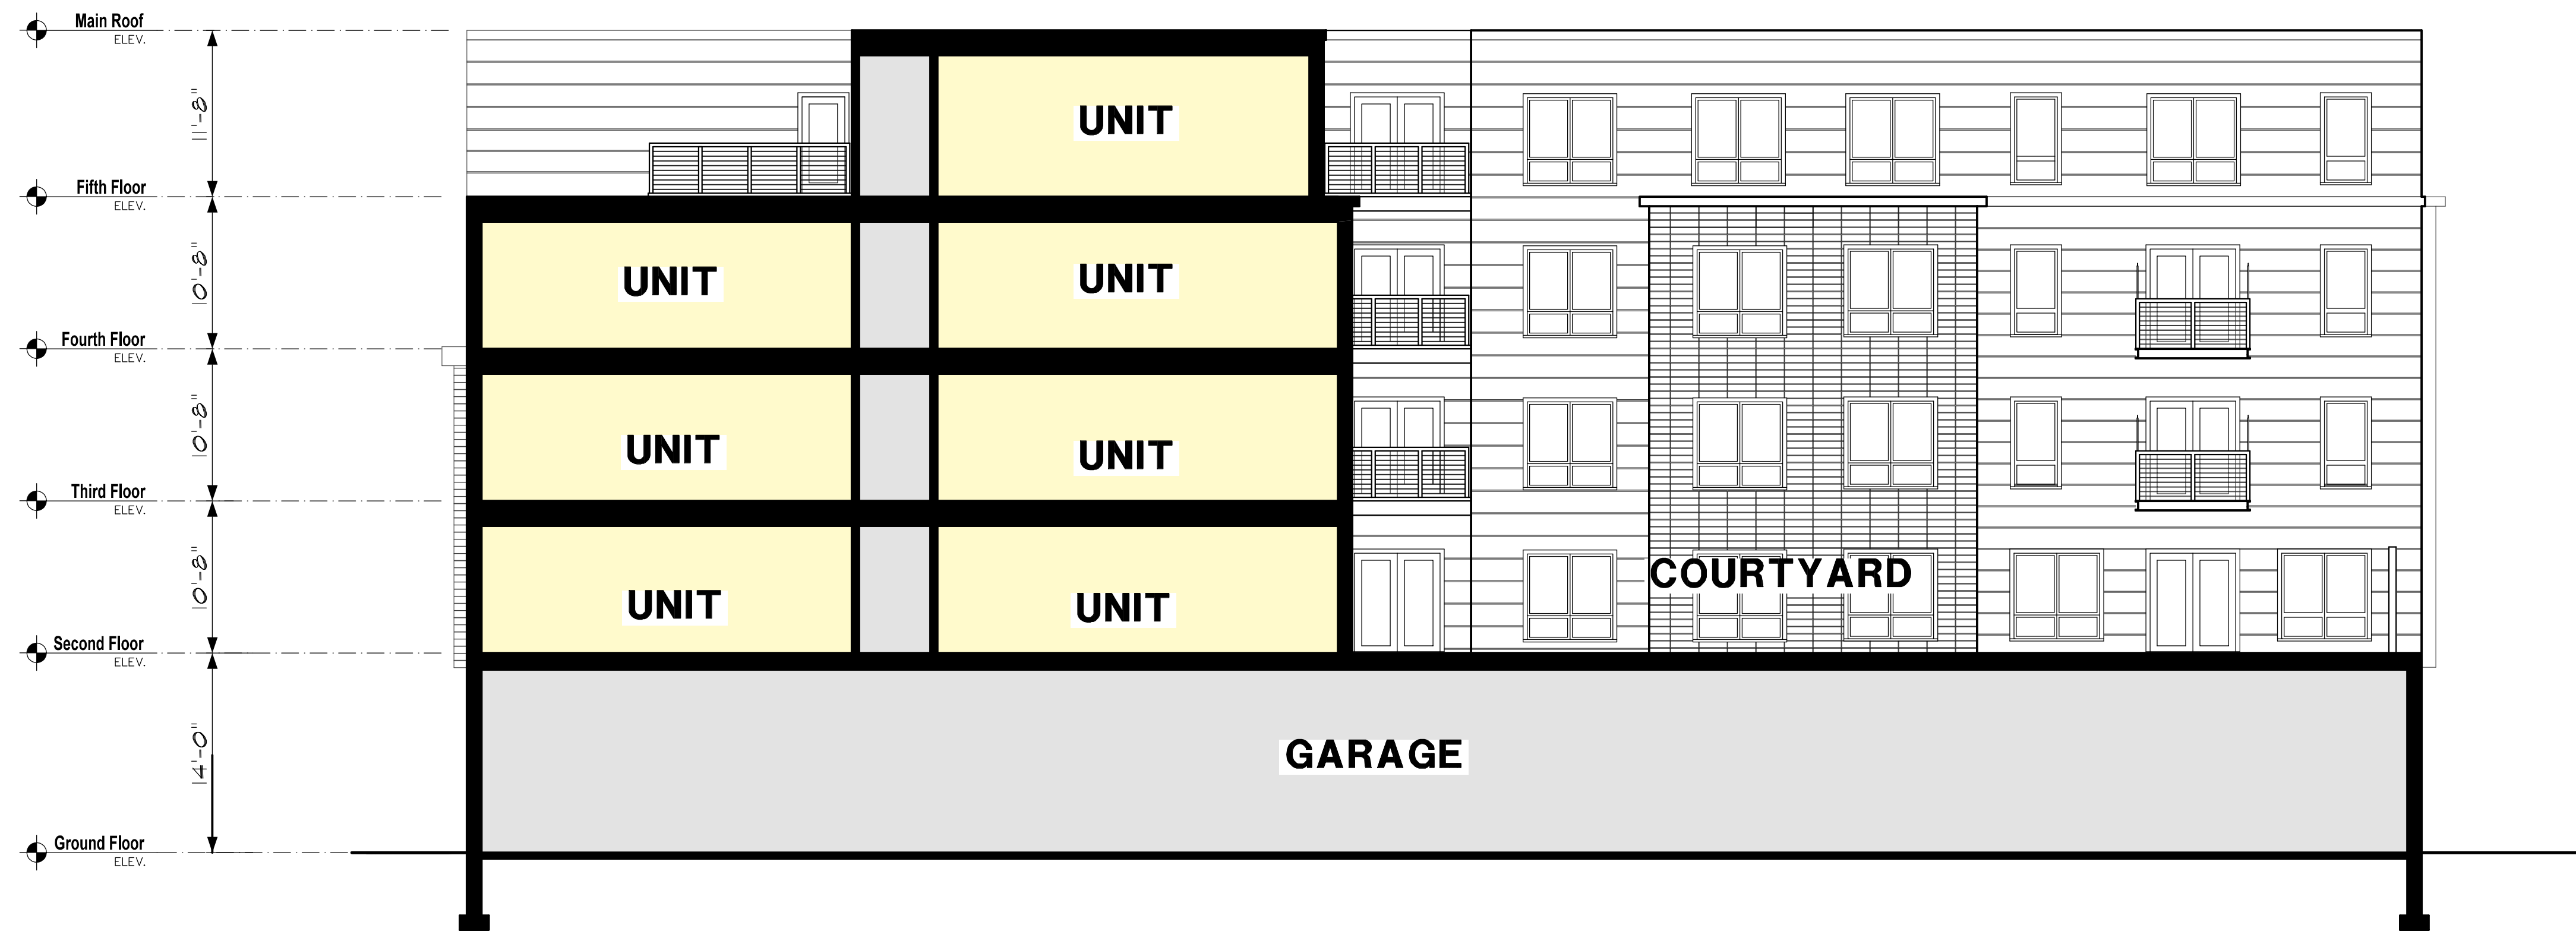 Main Roof
ELEV.
11'-8"
UNIT
Fifth Floor
ELEV.
10'-8"
UNIT
UNIT
Fourth Floor
ELEV.
10'-8"
UNIT
UNIT
Third Floor
ELEV.
10'-8"
UNIT
UNIT
COURTYARD
Second Floor
ELEV.
14'-0"
GARAGE
Ground Floor
ELEV.